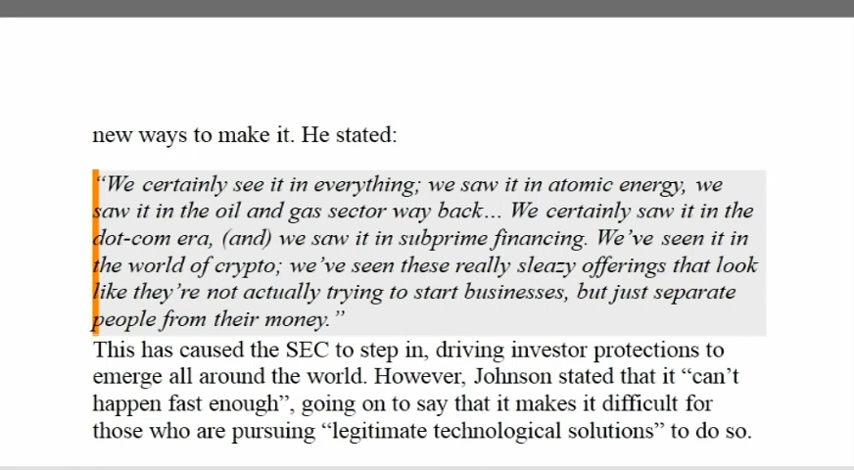 new ways to make it. He stated:
“We certainly see it in everything; we saw it in atomic energy, we
saw it in the oil and gas sector way back… We certainly saw it in the
dot-com era, (and) we saw it in subprime financing. We’ve seen it in
the world of crypto; we’ve seen these really sleazy offerings that look
like they’re not actually trying to start businesses, but just separate
people from their money.”
This has caused the SEC to step in, driving investor protections to
emerge all around the world. However, Johnson stated that it “can’t
happen fast enough”, going on to say that it makes it difficult for
those who are pursuing “legitimate technological solutions” to do so.